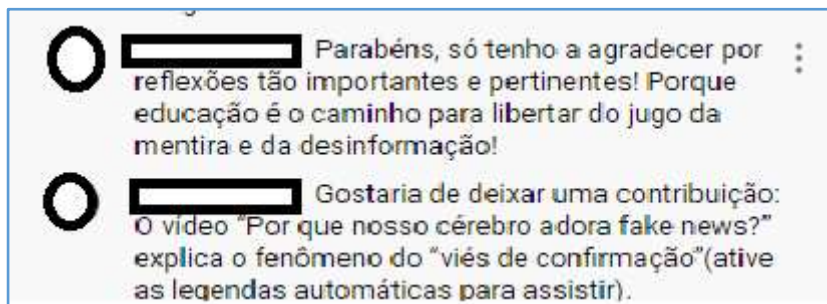 Parabéns, só tenho a agradecer por
reflexões tão importantes e pertinentes! Porque
educação é o caminho para libertar do jugo da
mentira e da desinformação!
Gostaria de deixar uma contribuição:
O vídeo “Por que nosso cérebro adora fake news?”
explica o fenômeno do “viés de confirmação”(ative
as legendas automáticas para assistir).